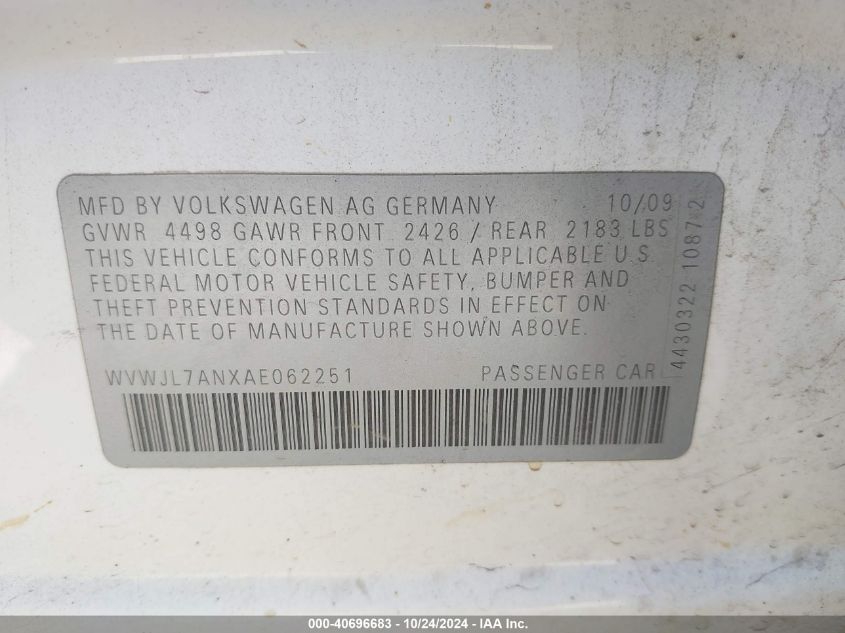 MFD BY VOLKSWAGEN AG GERMANY 10/09
GVWR 4498 GAWR FRONT 2426 / REAR 2183 LBS
THIS VEHICLE CONFORMS TO ALL APPLICABLE U.S.
FEDERAL MOTOR VEHICLE SAFETY, BUMPER AND
THEFT PREVENTION STANDARDS IN EFFECT ON
THE DATE OF MANUFACTURE SHOWN ABOVE.
WVWJL7ANXAE062251 PASSENGER CAR
4430322 1087
000-40696683 - 10/24/2024 - IAA Inc.